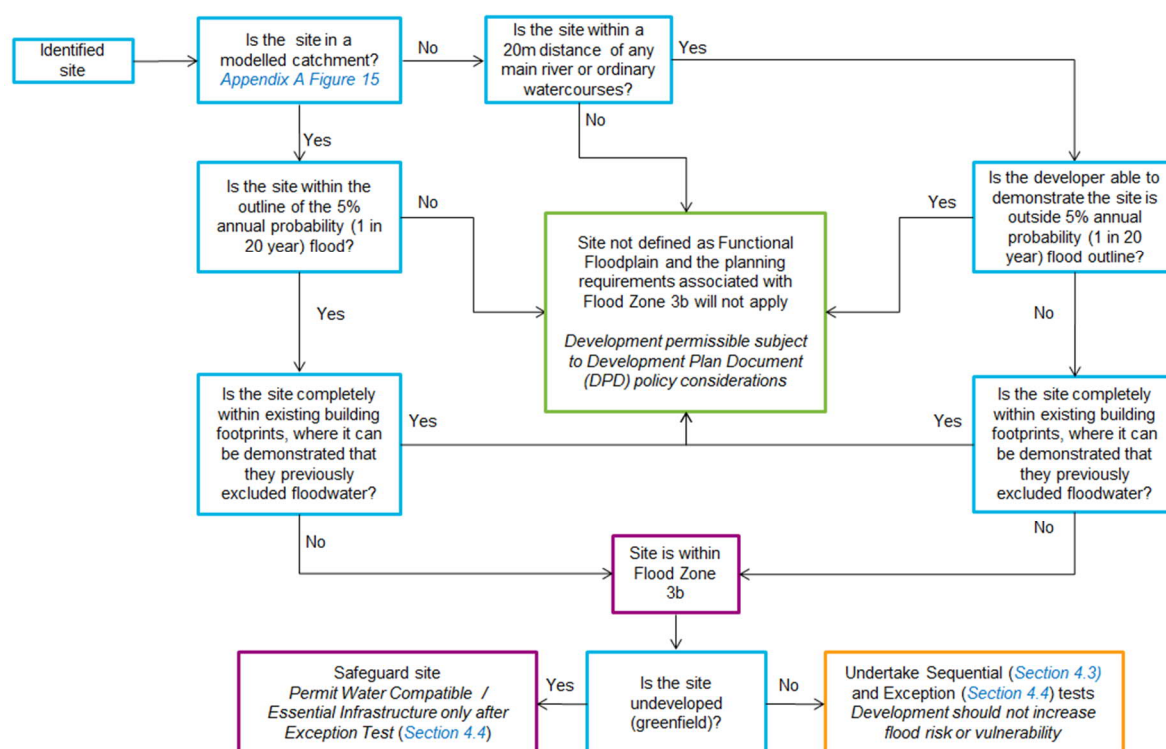 Identified
site
Is the site in a
modelled catchment?
Appendix A Figure 15
No
Is the site within a
20m distance of any
main river or ordinary
watercourses?
Yes
Yes
No
Is the site within the
outline of the 5%
annual probability
(1 in 20 year)
flood?
No
Site not defined as Functional
Floodplain and the planning
requirements associated with
Flood Zone 3b will not apply
Development permissible subject
to Development Plan Document
(DPD) policy considerations
Yes
Is the developer able to
demonstrate the site is
outside 5% annual
probability (1 in 20
year) flood outline?
Yes
No
Is the site completely
within existing building
footprints, where it can
be demonstrated that
they previously
excluded floodwater?
Yes
Yes
Is the site completely
within existing building
footprints, where it can
be demonstrated that
they previously
excluded floodwater?
No
No
Site is within
Flood Zone
3b
Safeguard site
Permit Water Compatible /
Essential Infrastructure only after
Exception Test (Section 4.4)
Yes
Is the site
undeveloped
(greenfield)?
No
Undertake Sequential (Section 4.3)
and Exception (Section 4.4) tests
Development should not increase
flood risk or vulnerability